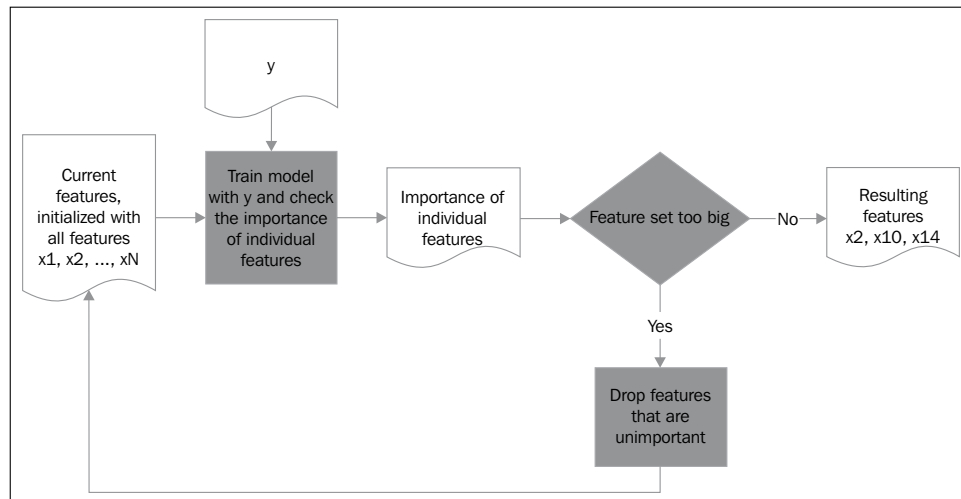 y
Current
features,
initialized with
all features
x1, x2, ..., xN
Train model
with y and check
the importance
of individual
features
Importance of
individual
features
Feature set too big
No
Resulting
features
x2, x10, x14
Yes
Drop features
that are
unimportant